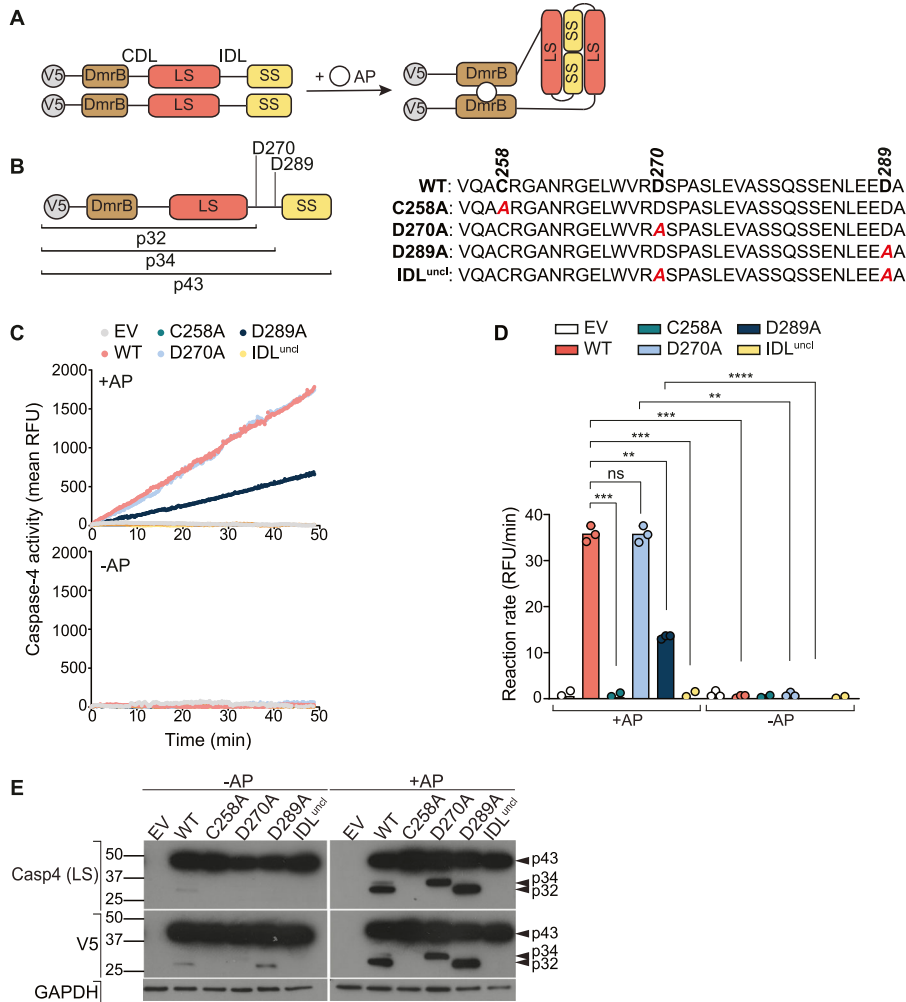 A
CDL IDL
V5 DmrB LS SS
V5 DmrB LS SS
+ AP
V5 DmrB
V5 DmrB
LS SS SS LS
B
D270
D289
V5 DmrB LS SS
p32
p34
p43
258 270 289
WT: VQACRGANRGELWVRDSPASLEVASSQSSENLEEDA
C258A: VQAARGANRGELWVRDSPASLEVASSQSSENLEEDA
D270A: VQACRGANRGELWVRASPASLEVASSQSSENLEEDA
D289A: VQACRGANRGELWVRDSPASLEVASSQSSENLEEAA
IDLuncl: VQACRGANRGELWVRASPASLEVASSQSSENLEEAA
C
EV C258A D289A
WT D270A IDLuncl
Caspase-4 activity (mean RFU)
2000
+AP
1500
1000
500
0
0 10 20 30 40 50
2000
-AP
1500
1000
500
0
0 10 20 30 40 50
Time (min)
D
EV C258A D289A
WT D270A IDLuncl
****
**
***
***
**
ns
***
Reaction rate (RFU/min)
40
30
20
10
0
+AP -AP
E
-AP +AP
EV WT C258A D270A D289A IDLuncl EV WT C258A D270A D289A IDLuncl
Casp4 (LS)
50
37
25
p43
p34
p32
V5
50
37
25
p43
p34
p32
GAPDH